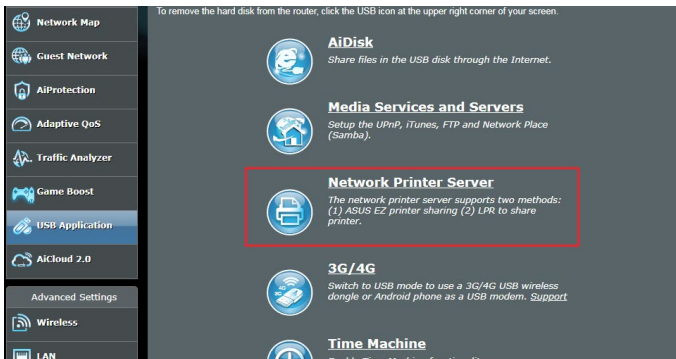 To remove the hard disk from the router, click the USB icon at the upper right corner of your screen.
Network Map
Guest Network
AiProtection
Adaptive QoS
Traffic Analyzer
Game Boost
USB Application
AiCloud 2.0
Advanced Settings
Wireless
LAN
AiDisk
Share files in the USB disk through the Internet.
Media Services and Servers
Setup the UPnP, iTunes, FTP and Network Place
(Samba).
Network Printer Server
The network printer server supports two methods:
(1) ASUS EZ printer sharing (2) LPR to share
printer.
3G/4G
Switch to USB mode to use a 3G/4G USB wireless
dongle or Android phone as a USB modem. Support
Time Machine